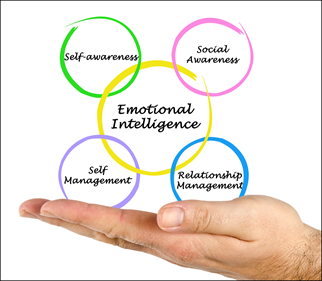 Self-awareness
Social
Awareness
Emotional
Intelligence
Self
Management
Relationship
Management